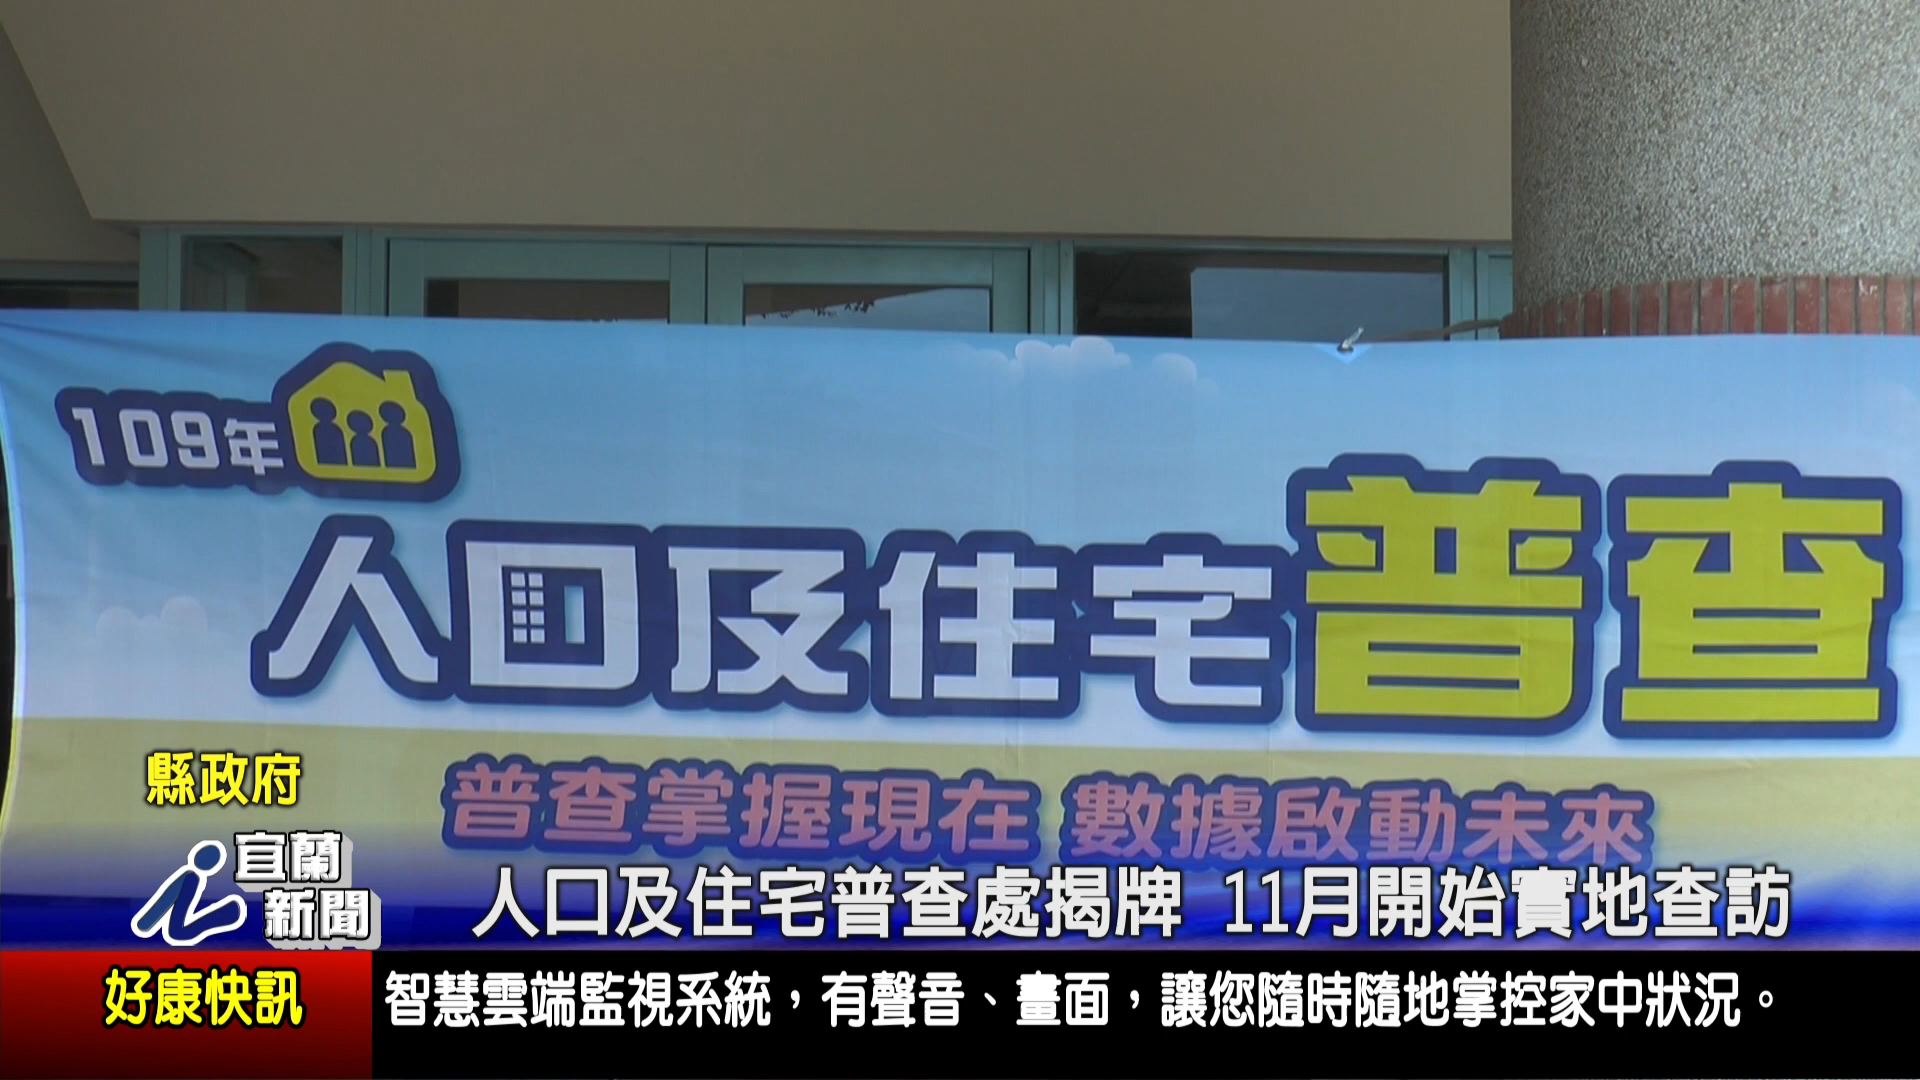 109年
人口及住宅普查
普查掌握現在 數據啟動未來
縣政府
宜蘭
新聞
人口及住宅普查處揭牌 11月開始實地查訪
好康快訊
智慧雲端監視系統，有聲音、畫面，讓您隨時隨地掌控家中狀況。